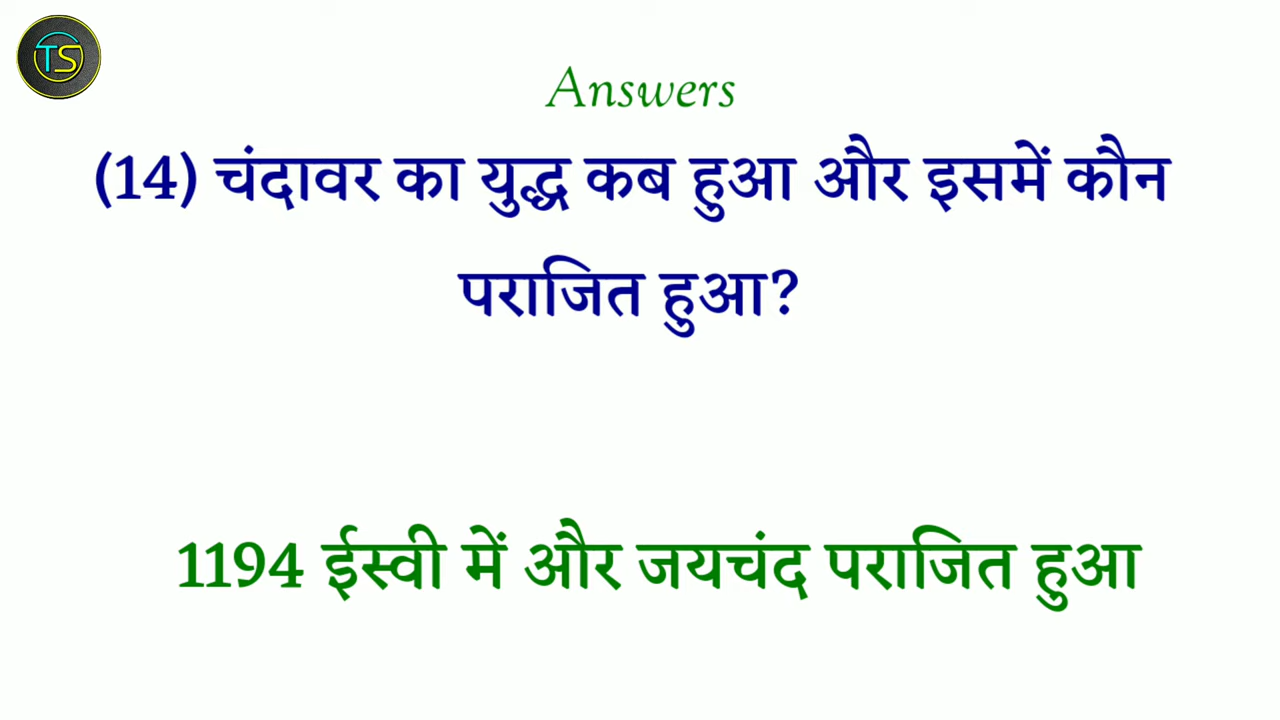 TS
Answers
(14) चंदावर का युद्ध कब हुआ और इसमें कौन
पराजित हुआ?
1194 ईस्वी में और जयचंद पराजित हुआ